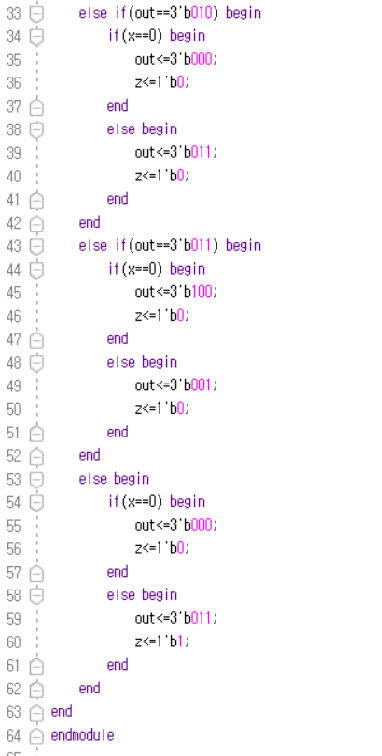 33 else if(out==3'b010) begin
34 if(x==0) begin
35 out<=3'b000;
36 z<=1'b0;
37 end
38 else begin
39 out<=3'b011;
40 z<=1'b0;
41 end
42 end
43 else if(out==3'b011) begin
44 if(x==0) begin
45 out<=3'b100;
46 z<=1'b0;
47 end
48 else begin
49 out<=3'b001;
50 z<=1'b0;
51 end
52 end
53 else begin
54 if(x==0) begin
55 out<=3'b000;
56 z<=1'b0;
57 end
58 else begin
59 out<=3'b011;
60 z<=1'b1;
61 end
62 end
63 end
64 endmodule